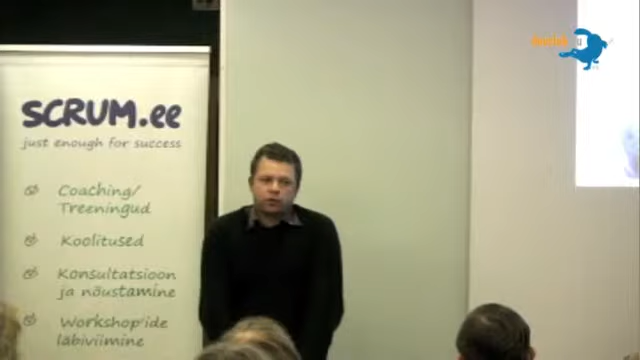 SCRUM.ee
just enough for success
Coaching/
Treeningud
Koolitused
Konsultatsioon
ja nõustamine
Workshop'ide
läbiviimine